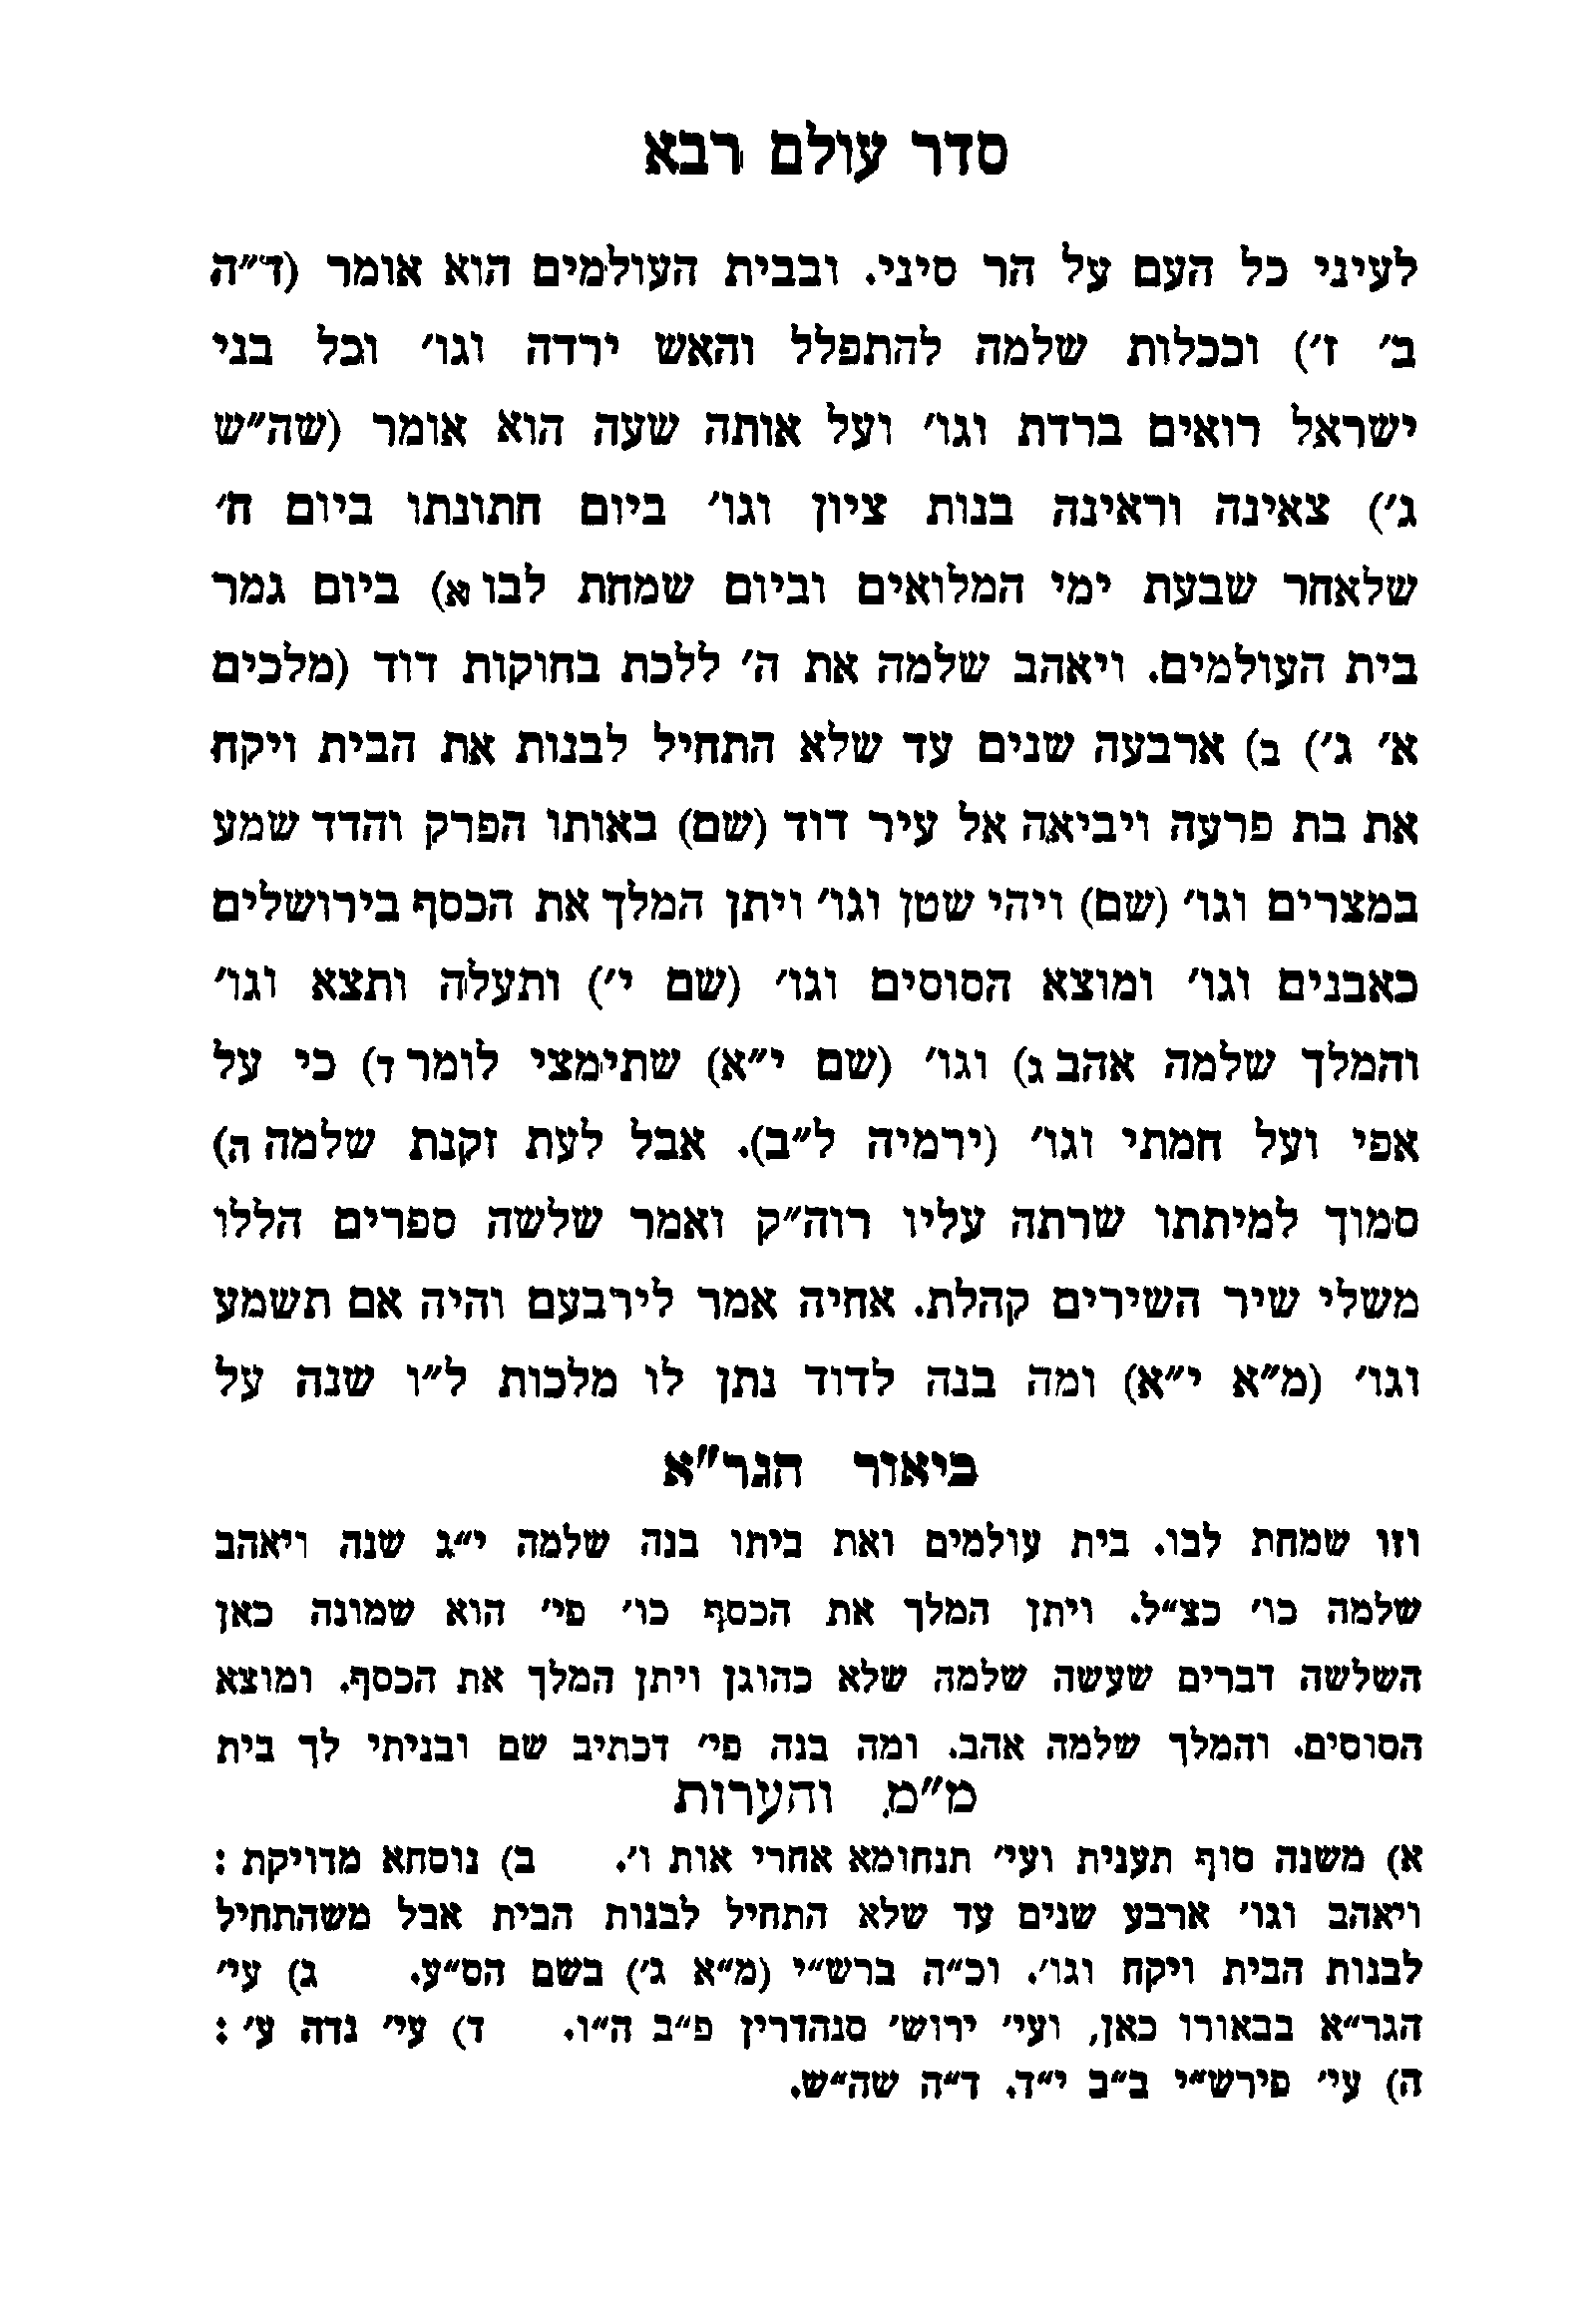 סדר עולם רבא
לעיני כל העם על הר סיני. ובבית העולמים הוא אומר (ד״ה
ב׳ ז׳) וככלות שלמה להתפלל והאש ירדה וגו׳ וכל בני
ישראל רואים ברדת וגו׳ ועל אותה שעה הוא אומר (שה״ש
ג׳) צאינה וראינה בנות ציון וגו׳ ביום חתונתו ביום ח׳
שלאחר שבעת ימי המלואים וביום שמחת לבו א) ביום גמר
בית העולמים. ויאהב שלמה את ה׳ ללכת בחוקות דוד (מלכים
א׳ ג׳) ב) ארבעה שנים עד שלא התחיל לבנות את הבית ויקח
את בת פרעה ויביאה אל עיר דוד (שם) באותו הפרק והדד שמע
במצרים וגו׳ (שם) ויהי שטן וגו׳ ויתן המלך את הכסף בירושלים
כאבנים וגו׳ ומוצא הסוסים וגו׳ (שם י׳) ותעלה ותצא וגו׳
והמלך שלמה אהב ג) וגו׳ (שם י״א) שתימצי לומר ד) כי על
אפי ועל חמתי וגו׳ (ירמיה ל״ב). אבל לעת זקנת שלמה ה)
סמוך למיתתו שרתה עליו רוה״ק ואמר שלשה ספרים הללו
משלי שיר השירים קהלת. אחיה אמר לירבעם והיה אם תשמע
וגו׳ (מ״א י״א) ומה בנה לדוד נתן לו מלכות ל״ו שנה על
ביאור הגר״א
וזו שמחת לבו. בית עולמים ואת ביתו בנה שלמה י״ג שנה ויאהב
שלמה כו׳ כצ״ל. ויתן המלך את הכסף כו׳ פי׳ הוא שמונה כאן
השלשה דברים שעשה שלמה שלא כהוגן ויתן המלך את הכסף. ומוצא
הסוסים. והמלך שלמה אהב. ומה בנה פי׳ דכתיב שם ובניתי לך בית
מ״מ והערות
א) משנה סוף תענית ועי׳ תנחומא אחרי אות ו׳. ב) נוסחא מדויקת :
ויאהב וגו׳ ארבע שנים עד שלא התחיל לבנות הבית אבל משהתחיל
לבנות הבית ויקח וגו׳. וכ״ה ברש״י (מ״א ג׳) בשם הס״ע. ג) עי׳
הגר״א בבאורו כאן, ועי׳ ירוש׳ סנהדרין פ״ב ה״ו. ד) עי׳ נדה ע׳ :
ה) עי׳ פירש״י ב״ב י״ד. ד״ה שה״ש.